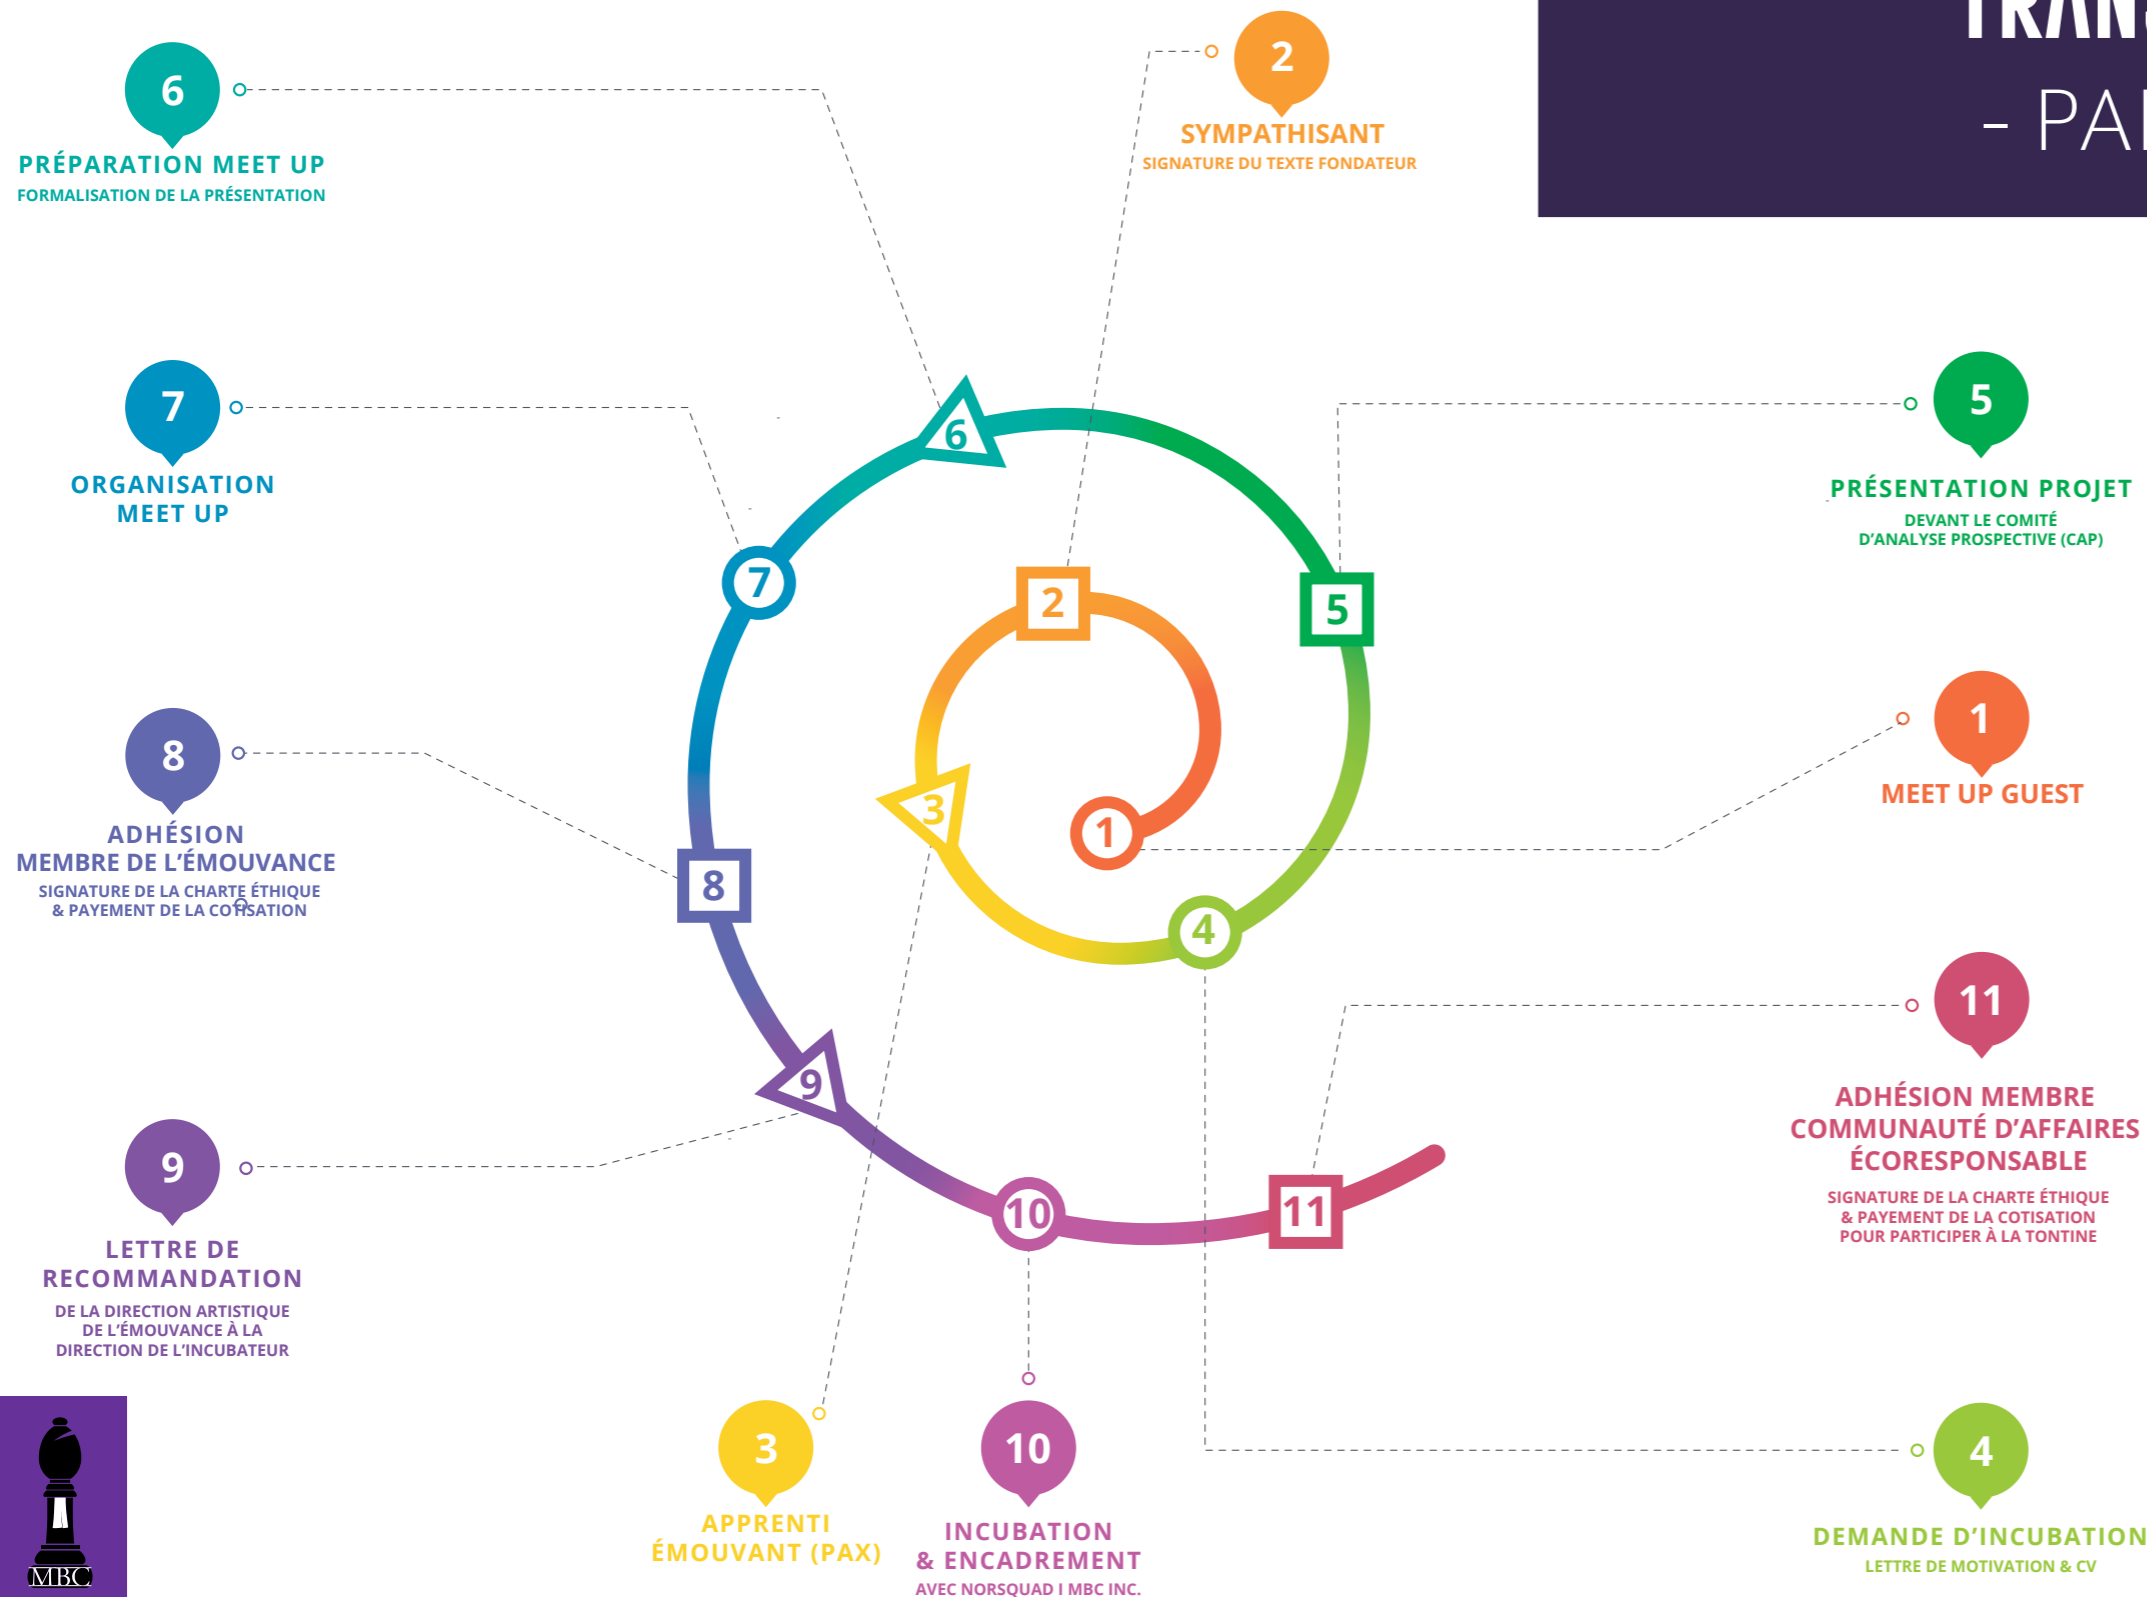 6
PRÉPARATION MEET UP
FORMALISATION DE LA PRÉSENTATION
2
SYMPATHISANT
SIGNATURE DU TEXTE FONDATEUR
7
ORGANISATION
MEET UP
5
PRÉSENTATION PROJET
DEVANT LE COMITÉ
D'ANALYSE PROSPECTIVE (CAP)
1
MEET UP GUEST
8
ADHÉSION
MEMBRE DE L'ÉMOUVANCE
SIGNATURE DE LA CHARTE ÉTHIQUE
& PAYEMENT DE LA COTISATION
6
7
2
5
3
1
8
4
9
10
11
11
ADHÉSION MEMBRE
COMMUNAUTÉ D'AFFAIRES
ÉCORESPONSABLE
SIGNATURE DE LA CHARTE ÉTHIQUE
& PAYEMENT DE LA COTISATION
POUR PARTICIPER À LA TONTINE
9
LETTRE DE
RECOMMANDATION
DE LA DIRECTION ARTISTIQUE
DE L'ÉMOUVANCE À LA
DIRECTION DE L'INCUBATEUR
MBC
3
APPRENTI
ÉMOUVANT (PAX)
10
INCUBATION
& ENCADREMENT
AVEC NORSQUAD I MBC INC.
4
DEMANDE D'INCUBATION
LETTRE DE MOTIVATION & CV